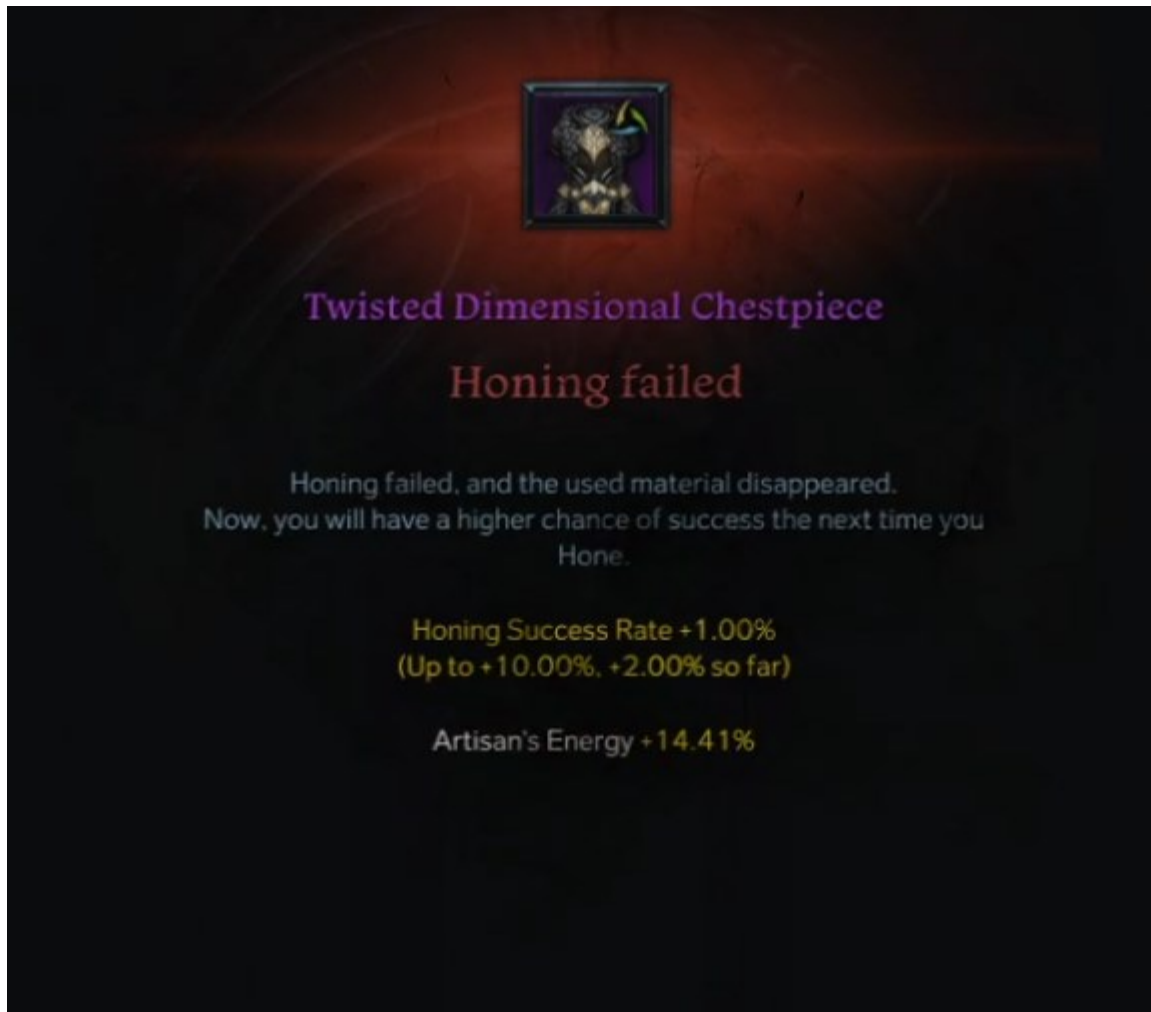 Twisted Dimensional Chestpiece
Honing failed
Honing failed, and the used material disappeared.
Now, you will have a higher chance of success the next time you
Hone.
Honing Success Rate +1.00%
(Up to +10.00%, +2.00% so far)
Artisan's Energy +14.41%